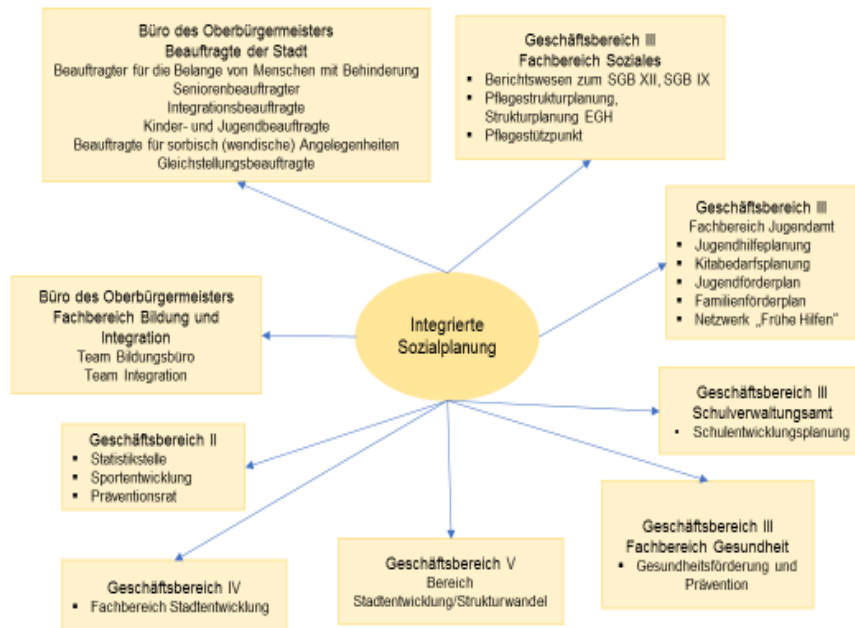 Büro des Oberbürgermeisters
Beauftragte der Stadt
Beauftragter für die Belange von Menschen mit Behinderung
Seniorenbeauftragter
Integrationsbeauftragte
Kinder- und Jugendbeauftragte
Beauftragte für sorbisch (wendische) Angelegenheiten
Gleichstellungsbeauftragte
Geschäftsbereich III
Fachbereich Soziales
▪ Berichtswesen zum SGB XII, SGB IX
▪ Pflegestrukturplanung,
Strukturplanung EGH
▪ Pflegestützpunkt
Geschäftsbereich III
Fachbereich Jugendamt
▪ Jugendhilfeplanung
▪ Kitabedarfsplanung
▪ Jugendförderplan
▪ Familienförderplan
▪ Netzwerk „Frühe Hilfen"
Büro des Oberbürgermeisters
Fachbereich Bildung und
Integration
Team Bildungsbüro
Team Integration
Integrierte
Sozialplanung
Geschäftsbereich III
Schulverwaltungsamt
▪ Schulentwicklungsplanung
Geschäftsbereich II
▪ Statistikstelle
▪ Sportentwicklung
▪ Präventionsrat
Geschäftsbereich III
Fachbereich Gesundheit
▪ Gesundheitsförderung und
Prävention
Geschäftsbereich V
Bereich
Stadtentwicklung/Strukturwandel
Geschäftsbereich IV
▪ Fachbereich Stadtentwicklung